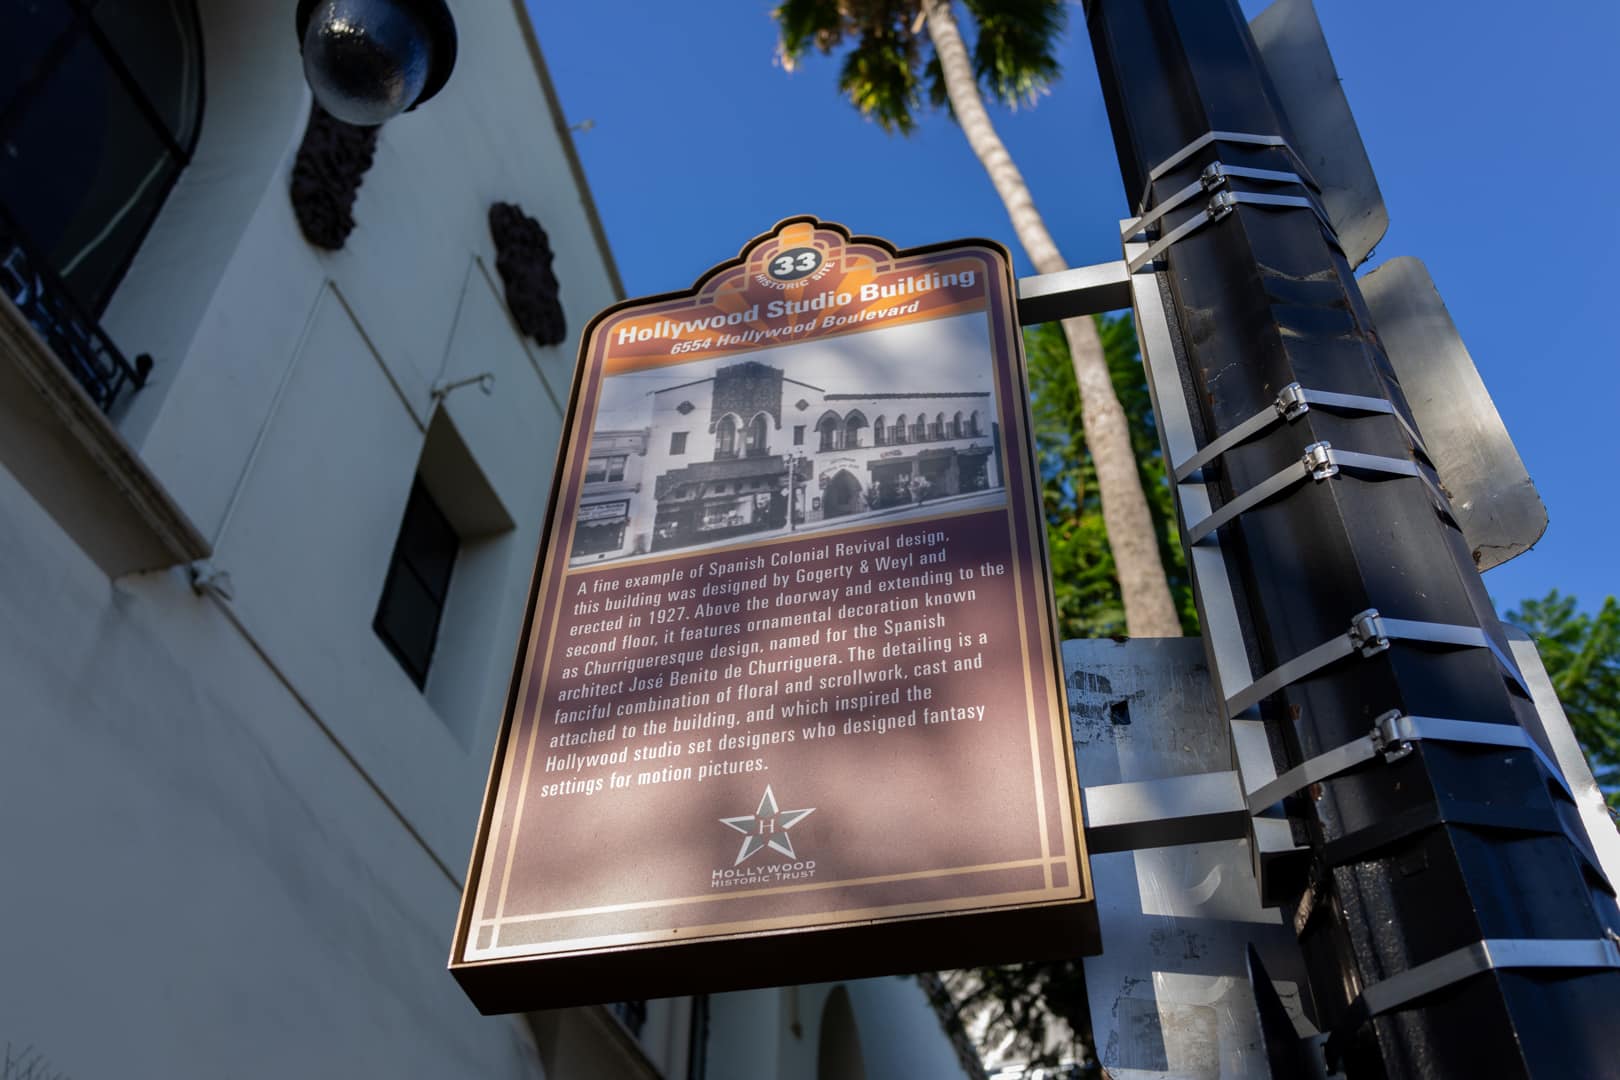 33
HISTORIC SITE
Hollywood Studio Building
6554 Hollywood Boulevard
A fine example of Spanish Colonial Revival design,
this building was designed by Gogerty & Weyl and
erected in 1927. Above the doorway and extending to the
second floor, it features ornamental decoration known
as Churrigueresque design, named for the Spanish
architect José Benito de Churriguera. The detailing is a
fanciful combination of floral and scrollwork, cast and
attached to the building, and which inspired the
Hollywood studio set designers who designed fantasy
settings for motion pictures.
H
HOLLYWOOD
HISTORIC TRUST